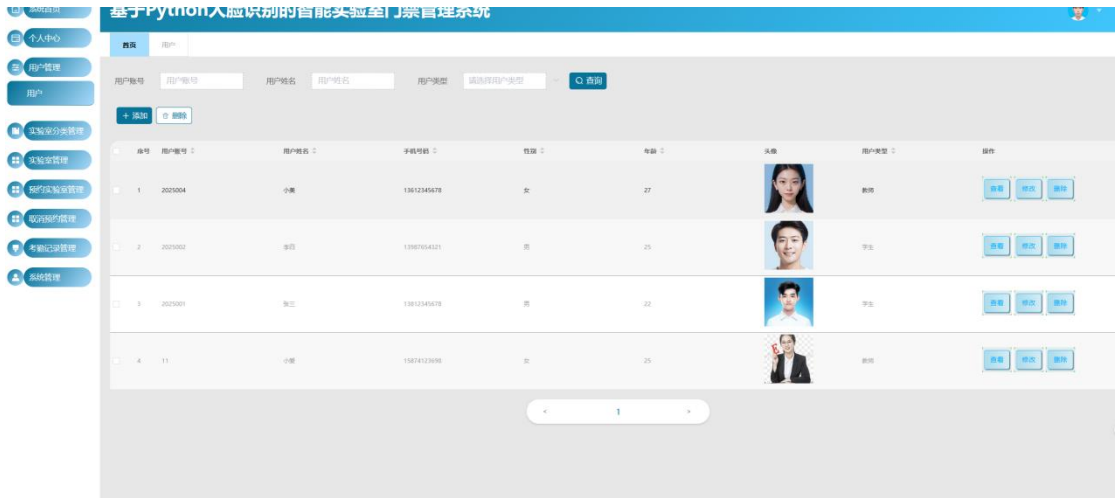 系统首页
基于Python人脸识别的智能实验室门禁管理系统
个人中心
首页 用户
用户管理
用户
用户账号 用户账号 用户姓名 用户姓名 用户类型 请选择用户类型 查询
+ 添加 删除
实验室分类管理
实验室管理
预约实验室管理
取消预约管理
考勤记录管理
系统管理
序号 用户账号 用户姓名 手机号码 性别 年龄 头像 用户类型 操作
1 2025004 小美 13612345678 女 27 教师 查看 修改 删除
2 2025002 李四 13987654321 男 25 学生 查看 修改 删除
3 2025001 张三 13812345678 男 22 学生 查看 修改 删除
4 11 15874123698 女 25 教师 查看 修改 删除
< 1 >